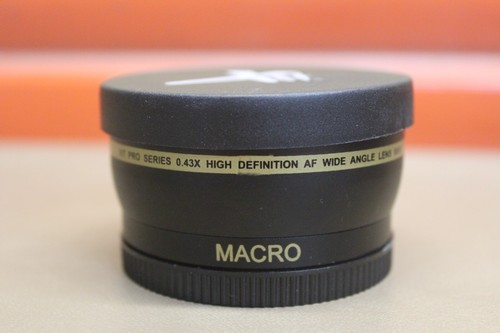 PRO SERIES 0.43X HIGH DEFINITION AF WIDE ANGLE LENS
MACRO